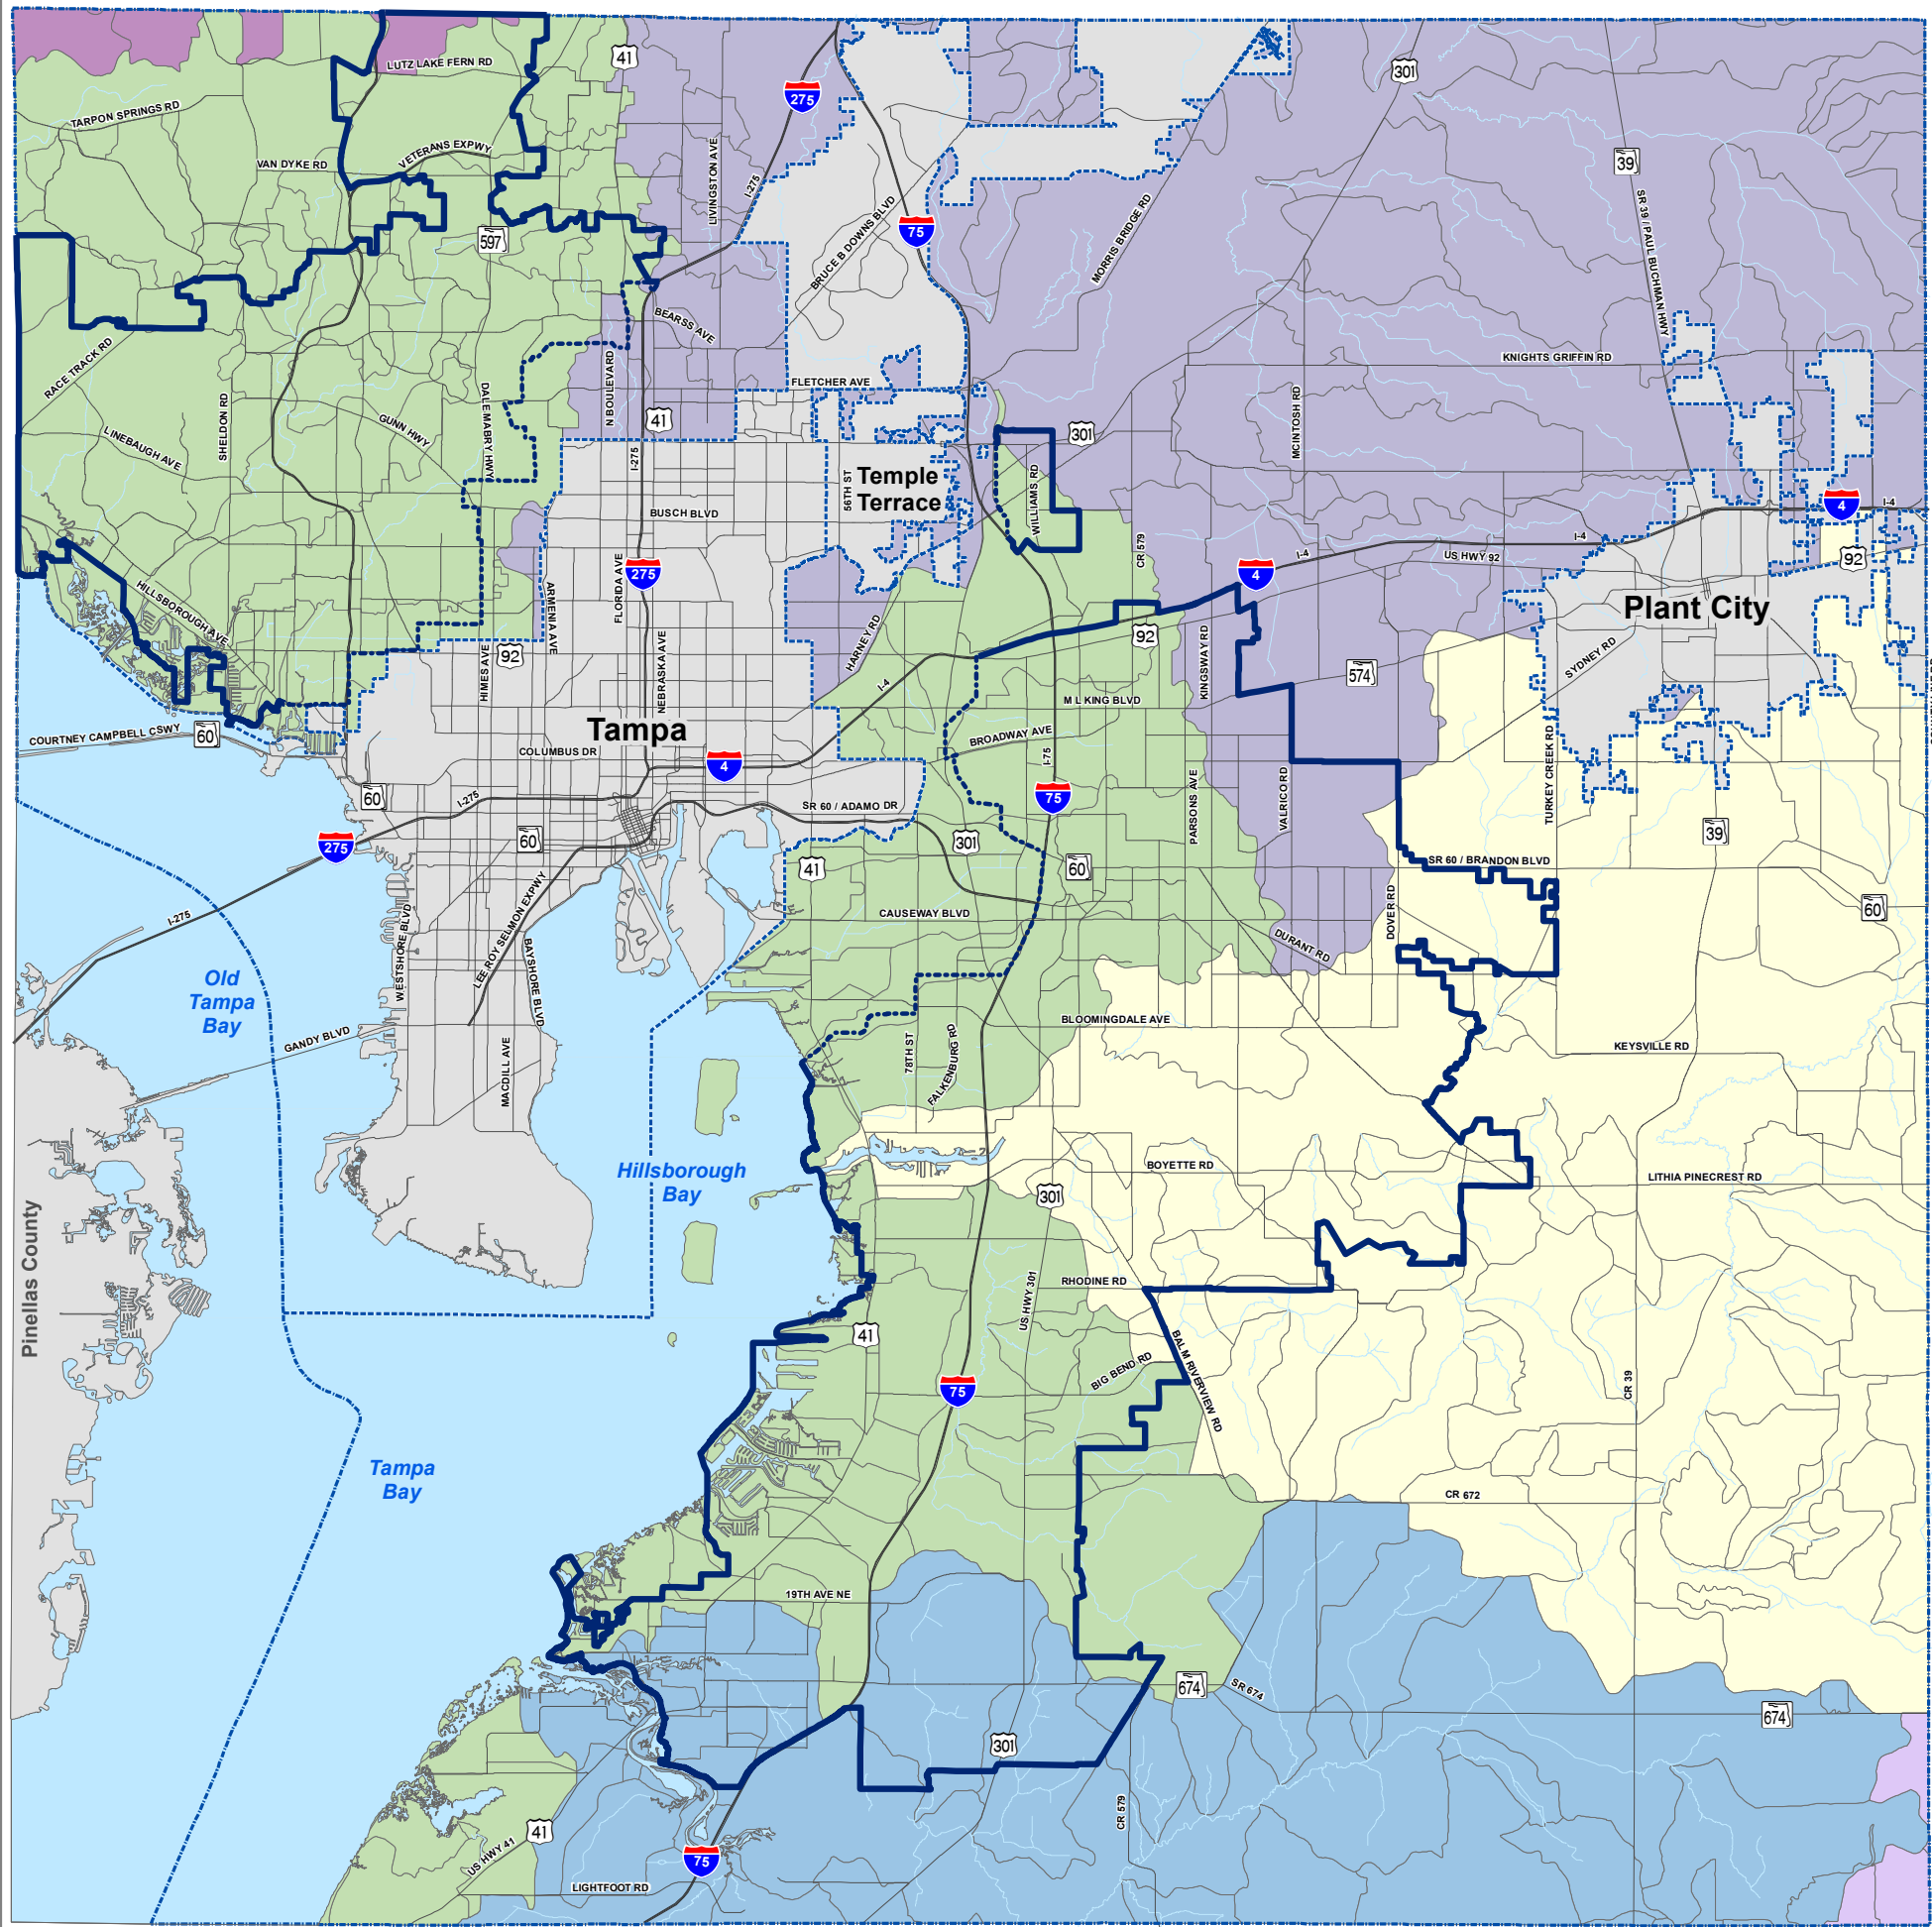 41
LUTZ LAKE FERN RD
301
275
TARPON SPRINGS RD
VETERANS EXPWY
VAN DYKE RD
39
LIVINGSTON AVE
I-275
SR 39 / PAUL BUCHMAN HWY
BRUCE B DOWNS BLVD
75
597
MORRIS BRIDGE RD
BEARSS AVE
RACE TRACK RD
KNIGHTS GRIFFIN RD
N BOULEVARD
FLETCHER AVE
SHELDON RD
DALE MABRY HWY
GUNN HWY
MCINTOSH RD
41
301
LINEBAUGH AVE
I-275
Temple
Terrace
56TH ST
WILLIAMS RD
BUSCH BLVD
4
I-4
CR 579
I-4
I-4
US HWY 92
92
275
4
HILLSBOROUGH AVE
ARMENIA AVE
FLORIDA AVE
Plant City
92
92
HARNEY RD
KINGSWAY RD
SYDNEY RD
HIMES AVE
NEBRASKA AVE
574
I-4
M L KING BLVD
Tampa
COURTNEY CAMPBELL CSWY
60
COLUMBUS DR
BROADWAY AVE
I-75
TURKEY CREEK RD
4
60
I-275
SR 60 / ADAMO DR
75
PARSONS AVE
VALRICO RD
275
60
301
39
41
60
SR 60 / BRANDON BLVD
LEE ROY SELMON EXPWY
I-275
CAUSEWAY BLVD
DOVER RD
60
WESTSHORE BLVD
BAYSHORE BLVD
DURANT RD
Old
Tampa
Bay
GANDY BLVD
BLOOMINGDALE AVE
78TH ST
FALKENBURG RD
KEYSVILLE RD
MACDILL AVE
Hillsborough
Bay
BOYETTE RD
LITHIA PINECREST RD
301
Pinellas County
RHODINE RD
US HWY 301
41
BALM RIVERVIEW RD
BIG BEND RD
75
CR 39
Tampa
Bay
CR 672
19TH AVE NE
674
SR 674
674
301
CR 579
41
US HWY 41
75
LIGHTFOOT RD